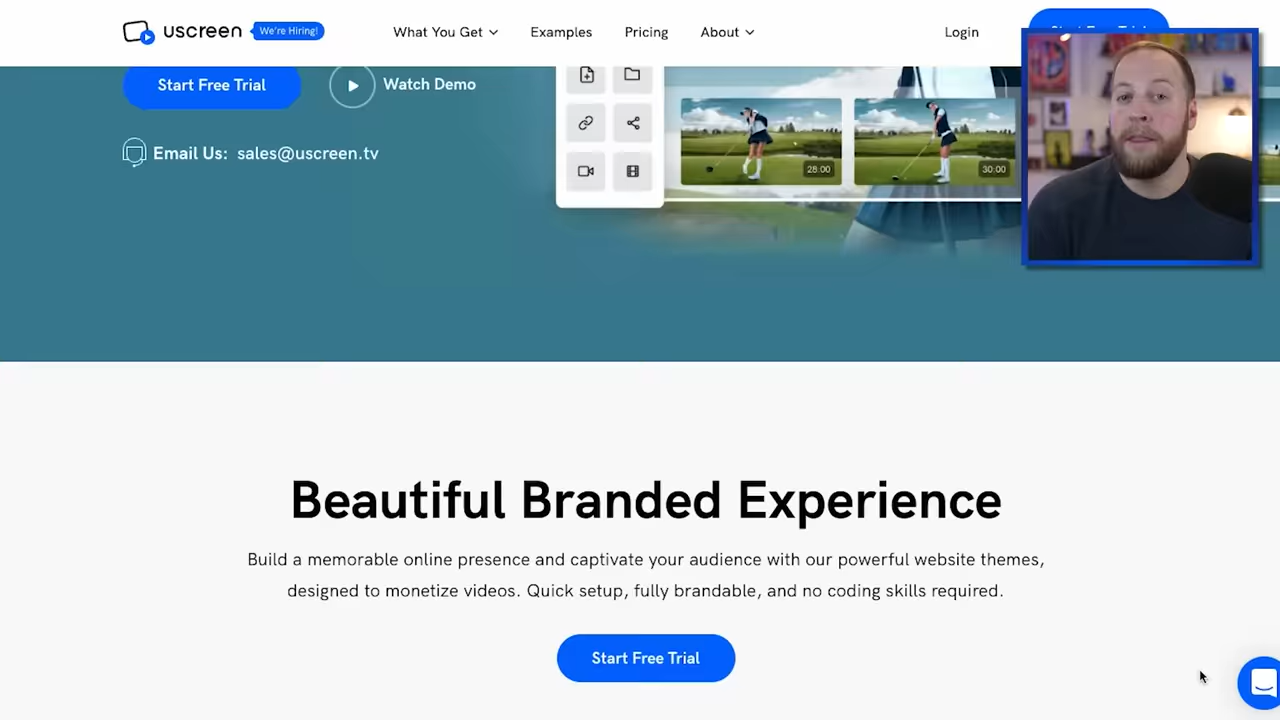 uscreen We're Hiring! What You Get Examples Pricing About Login
Start Free Trial Watch Demo
Email Us: sales@uscreen.tv
28:00 30:00
Beautiful Branded Experience
Build a memorable online presence and captivate your audience with our powerful website themes,
designed to monetize videos. Quick setup, fully brandable, and no coding skills required.
Start Free Trial